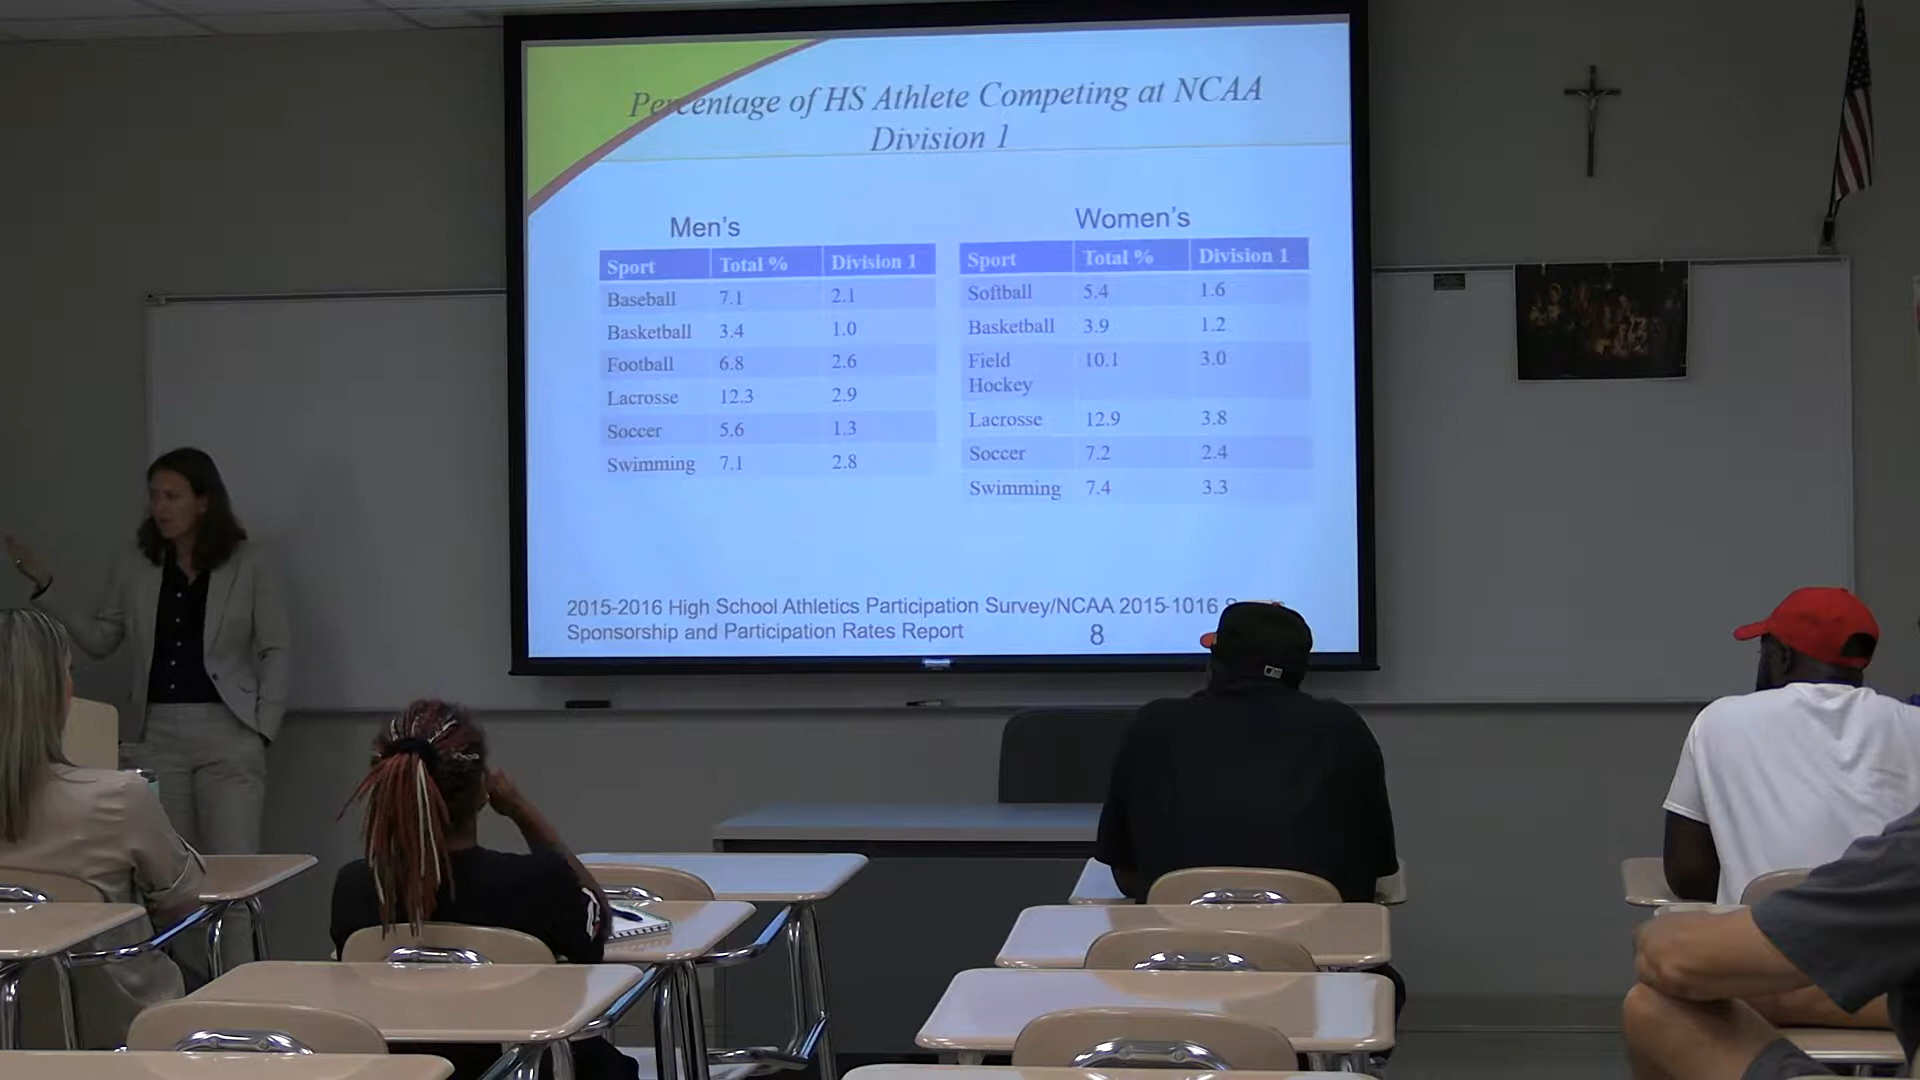 Percentage of HS Athlete Competing at NCAA
Division 1
Men's
Sport Total % Division 1
Baseball 7.1 2.1
Basketball 3.4 1.0
Football 6.8 2.6
Lacrosse 12.3 2.9
Soccer 5.6 1.3
Swimming 7.1 2.8
Women's
Sport Total % Division 1
Softball 5.4 1.6
Basketball 3.9 1.2
Field 10.1 3.0
Hockey
Lacrosse 12.9 3.8
Soccer 7.2 2.4
Swimming 7.4 3.3
2015-2016 High School Athletics Participation Survey/NCAA 2015-1016
Sponsorship and Participation Rates Report
8